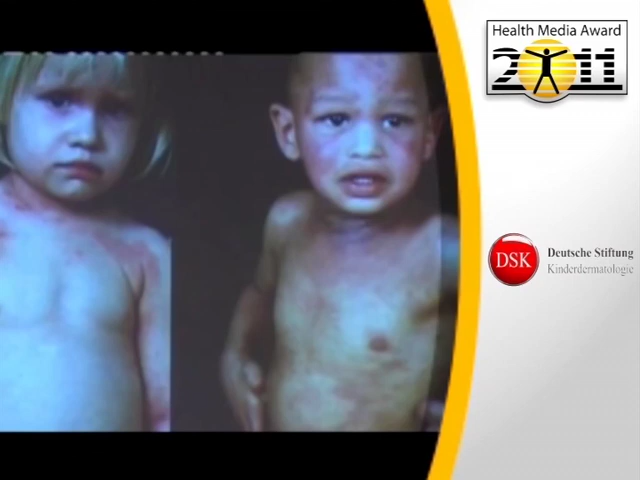 Health Media Award
2011
DSK
Deutsche Stiftung
Kinderdermatologie